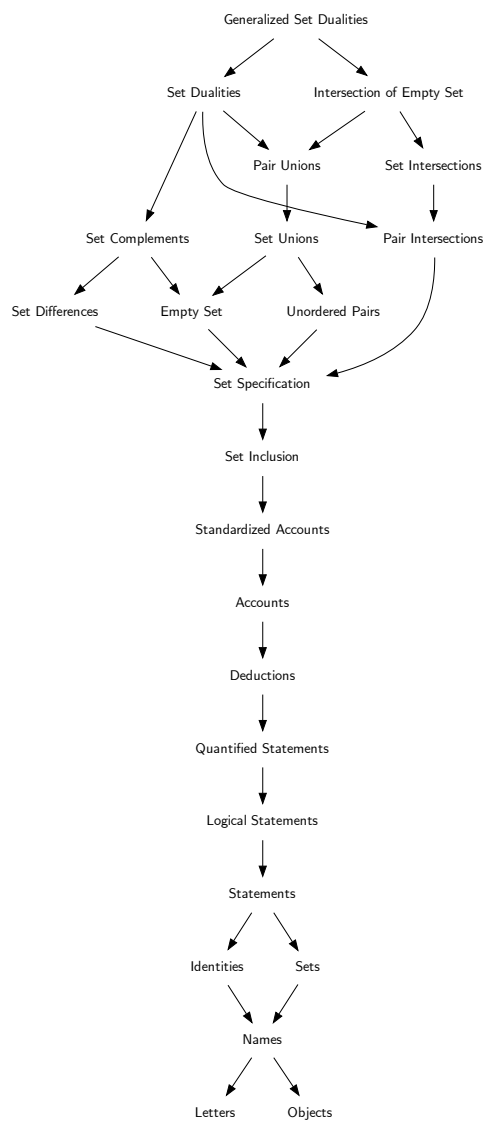 Generalized Set Dualities
Set Dualities
Intersection of Empty Set
Pair Unions
Set Intersections
Set Complements
Set Unions
Pair Intersections
Set Differences
Empty Set
Unordered Pairs
Set Specification
Set Inclusion
Standardized Accounts
Accounts
Deductions
Quantified Statements
Logical Statements
Statements
Identities
Sets
Names
Letters
Objects